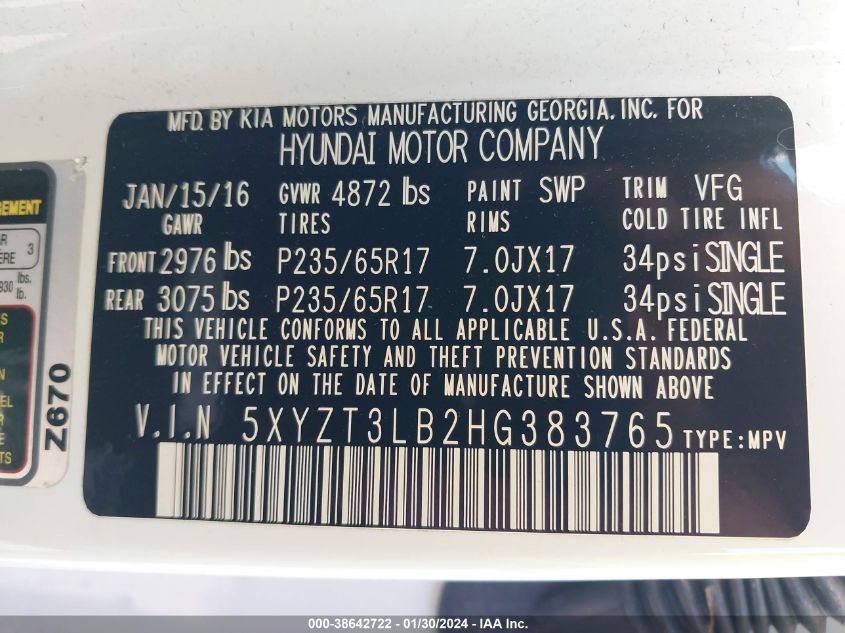 MFD. BY KIA MOTORS MANUFACTURING GEORGIA, INC. FOR
HYUNDAI MOTOR COMPANY
JAN/15/16 GVWR 4872 lbs PAINT SWP TRIM VFG
GAWR TIRES RIMS COLD TIRE INFL
FRONT 2976 lbs P235/65R17 7.0JX17 34psi SINGLE
REAR 3075 lbs P235/65R17 7.0JX17 34psi SINGLE
THIS VEHICLE CONFORMS TO ALL APPLICABLE U.S.A. FEDERAL
MOTOR VEHICLE SAFETY AND THEFT PREVENTION STANDARDS
IN EFFECT ON THE DATE OF MANUFACTURE SHOWN ABOVE
V.I.N 5XYZT3LB2HG383765 TYPE:MPV
Z670
3
lbs.
lb.
000-38642722 - 01/30/2024 - IAA Inc.